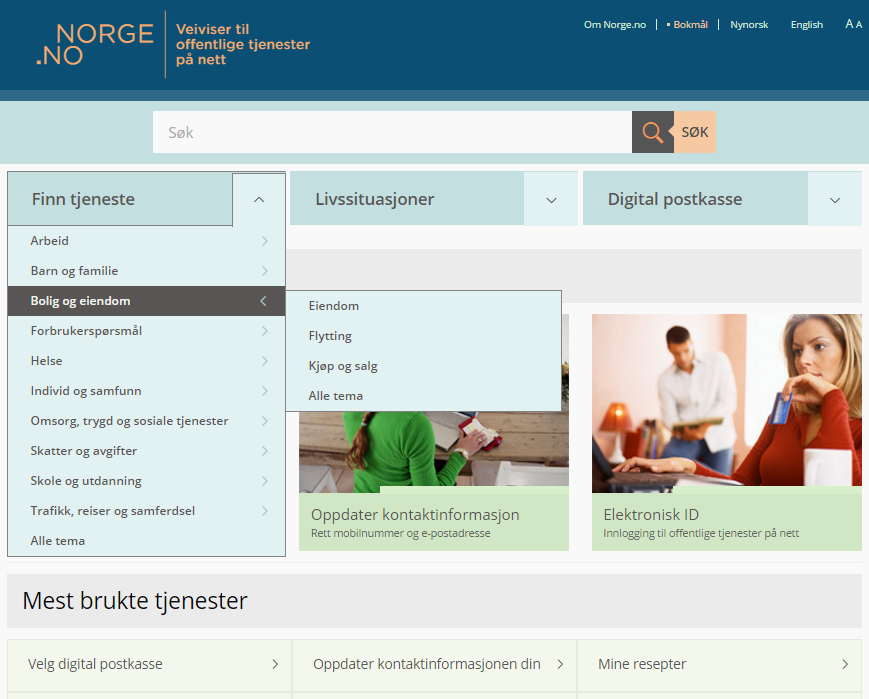 NORGE
.NO
Veiviser til
offentlige tjenester
på nett
Om Norge.no | ▪ Bokmål | Nynorsk English A A
Søk
SØK
Finn tjeneste
Livssituasjoner
Digital postkasse
Arbeid
Barn og familie
Bolig og eiendom
Forbrukerspørsmål
Helse
Individ og samfunn
Omsorg, trygd og sosiale tjenester
Skatter og avgifter
Skole og utdanning
Trafikk, reiser og samferdsel
Alle tema
Eiendom
Flytting
Kjøp og salg
Alle tema
Oppdater kontaktinformasjon
Rett mobilnummer og e-postadresse
Elektronisk ID
Innlogging til offentlige tjenester på nett
Mest brukte tjenester
Velg digital postkasse
Oppdater kontaktinformasjonen din
Mine resepter